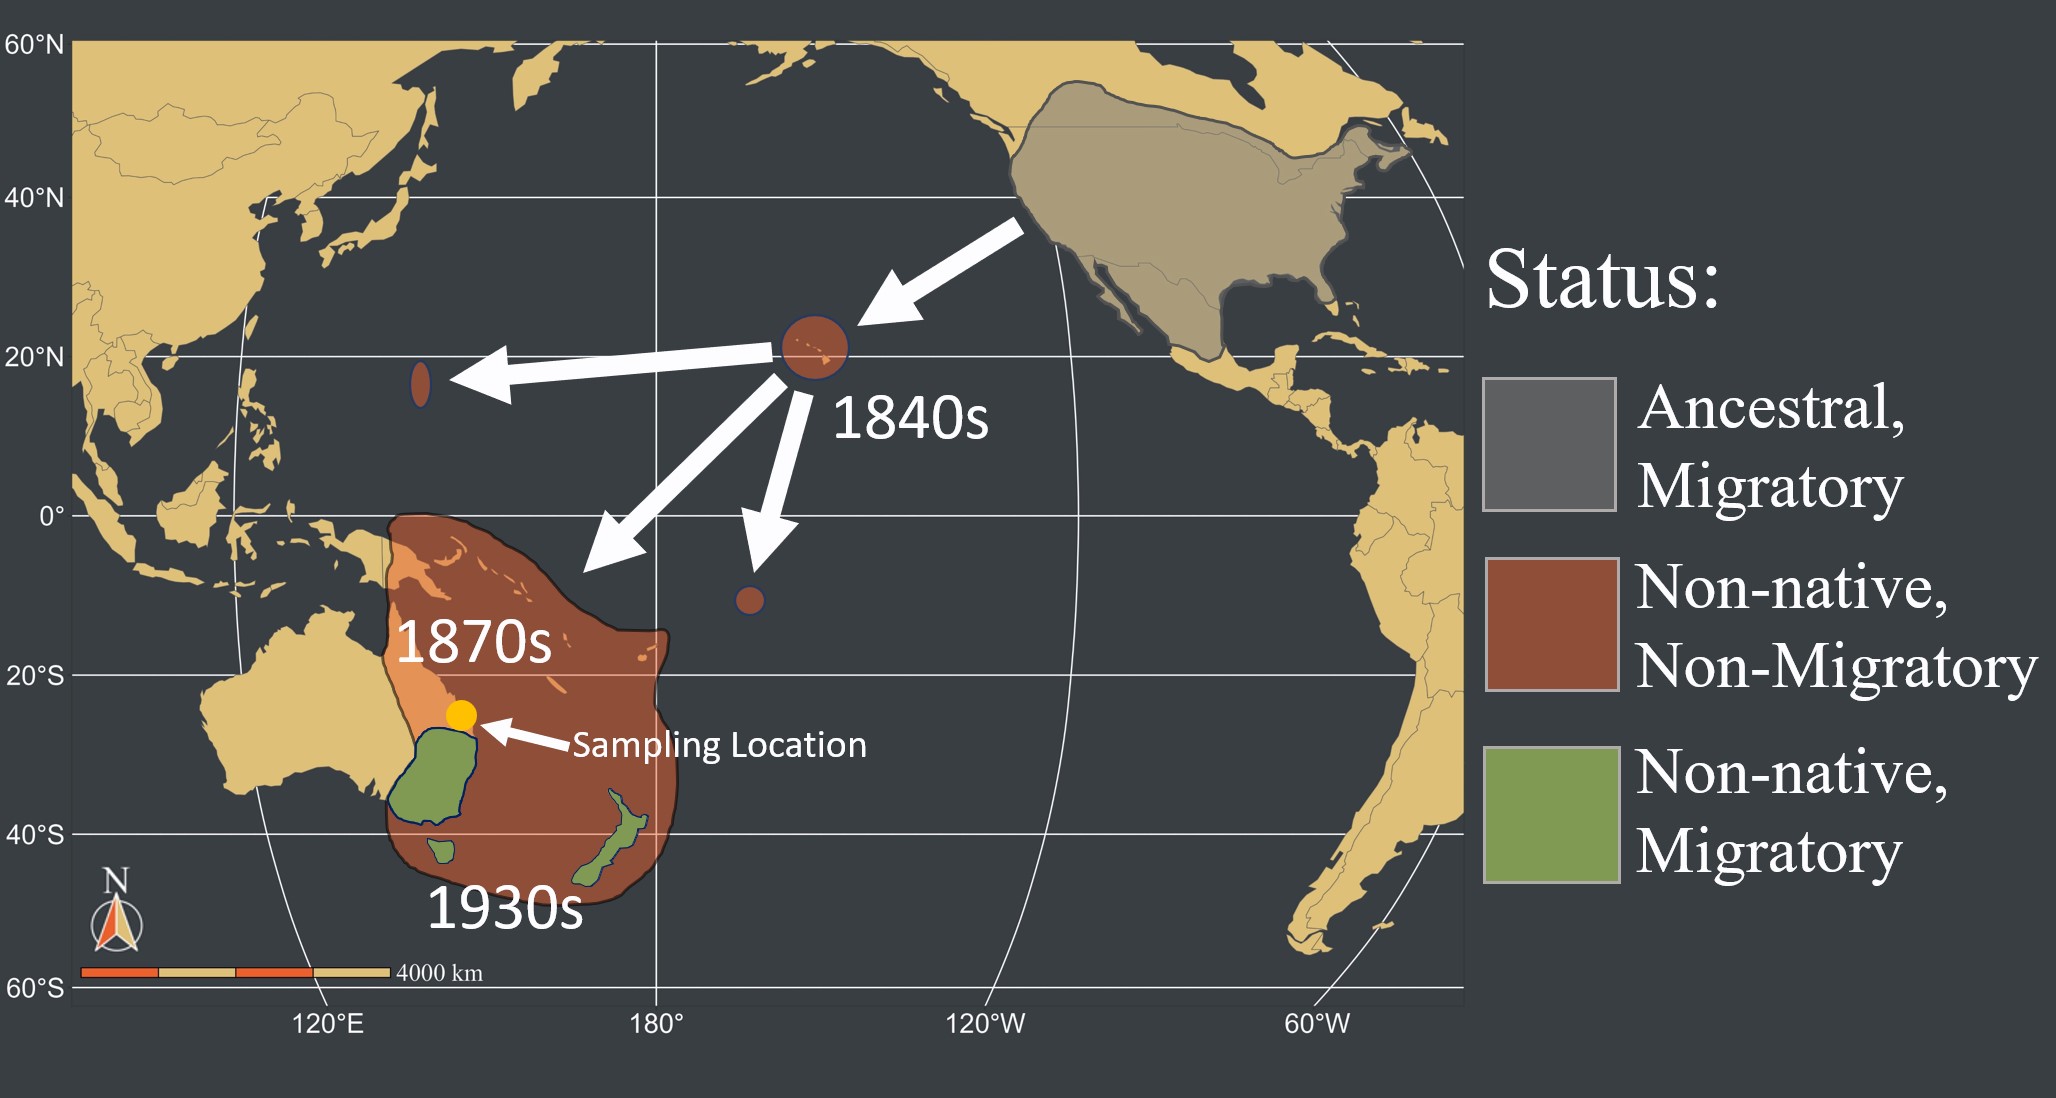 60°N
40°N
20°N
0°
20°S
40°S
60°S
120°E
180°
120°W
60°W
1840s
1870s
Sampling Location
1930s
N
4000 km
Status:
Ancestral,
Migratory
Non-native,
Non-Migratory
Non-native,
Migratory